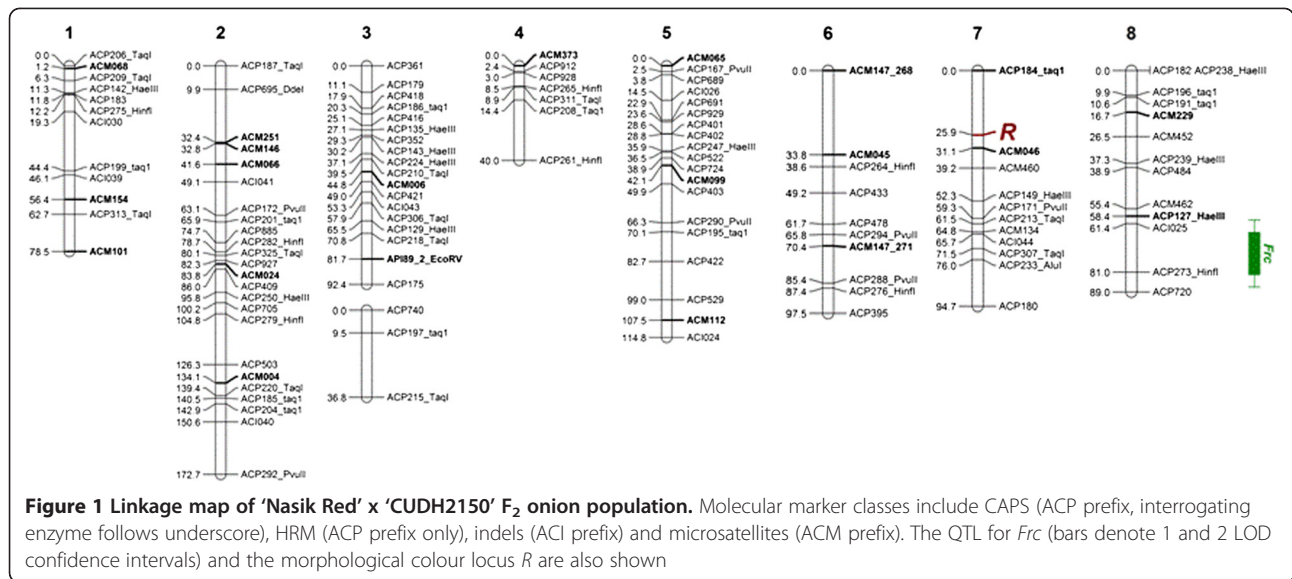 1 2 3 4 5 6 7 8
0.0 ACP206_TaqI
1.2 ACM068
6.3 ACP209_TaqI
11.3 ACP142_HaeIII
11.8 ACP183
12.2 ACP275_HinfI
19.3 ACI030
44.4 ACP199_taq1
46.1 ACI039
56.4 ACM154
62.7 ACP313_TaqI
78.5 ACM101
0.0 ACP187_TaqI
9.9 ACP695_DdeI
32.4 ACM251
32.8 ACM146
41.6 ACM066
49.1 ACI041
63.1 ACP172_PvuII
65.9 ACP201_taq1
74.7 ACP885
78.7 ACP282_HinfI
80.1 ACP325_TaqI
82.3 ACP927
83.8 ACM024
86.0 ACP409
95.8 ACP250_HaeIII
100.2 ACP705
104.8 ACP279_HinfI
126.3 ACP503
134.1 ACM004
139.4 ACP220_TaqI
140.5 ACP185_taq1
142.9 ACP204_taq1
150.6 ACI040
172.7 ACP292_PvuII
0.0 ACP361
11.1 ACP179
17.9 ACP418
20.3 ACP186_taq1
25.1 ACP416
27.1 ACP135_HaeIII
29.3 ACP352
30.2 ACP143_HaeIII
37.1 ACP224_HaeIII
39.5 ACP210_TaqI
44.8 ACM006
49.0 ACP421
53.3 ACI043
57.9 ACP306_TaqI
65.5 ACP129_HaeIII
70.8 ACP218_TaqI
81.7 API89_2_EcoRV
92.4 ACP175
0.0 ACP740
9.5 ACP197_taq1
36.8 ACP215_TaqI
0.0 ACM373
2.4 ACP912
3.0 ACP928
8.5 ACP265_HinfI
8.9 ACP311_TaqI
14.4 ACP208_TaqI
40.0 ACP261_HinfI
0.0 ACM065
2.5 ACP167_PvuII
3.8 ACP689
14.5 ACI026
22.9 ACP691
23.6 ACP929
28.6 ACP401
28.8 ACP402
35.9 ACP247_HaeIII
36.5 ACP522
38.9 ACP724
42.1 ACM099
49.9 ACP403
66.3 ACP290_PvuII
70.1 ACP195_taq1
82.7 ACP422
99.0 ACP529
107.5 ACM112
114.8 ACI024
0.0 ACM147_268
33.8 ACM045
38.6 ACP264_HinfI
49.2 ACP433
61.7 ACP478
65.8 ACP294_PvuII
70.4 ACM147_271
85.4 ACP288_PvuII
87.4 ACP276_HinfI
97.5 ACP395
0.0 ACP184_taq1
25.9 R
31.1 ACM046
39.2 ACM460
52.3 ACP149_HaeIII
59.3 ACP171_PvuII
61.5 ACP213_TaqI
64.8 ACM134
65.7 ACI044
71.5 ACP307_TaqI
76.0 ACP233_AluI
94.7 ACP180
0.0 ACP182 ACP238_HaeIII
9.9 ACP196_taq1
10.6 ACP191_taq1
16.7 ACM229
26.5 ACM452
37.3 ACP239_HaeIII
38.9 ACP484
55.4 ACM462
58.4 ACP127_HaeIII
61.4 ACI025
81.0 ACP273_HinfI
89.0 ACP720
Frc
Figure 1 Linkage map of 'Nasik Red' x 'CUDH2150' F2 onion population. Molecular marker classes include CAPS (ACP prefix, interrogating
enzyme follows underscore), HRM (ACP prefix only), indels (ACI prefix) and microsatellites (ACM prefix). The QTL for Frc (bars denote 1 and 2 LOD
confidence intervals) and the morphological colour locus R are also shown